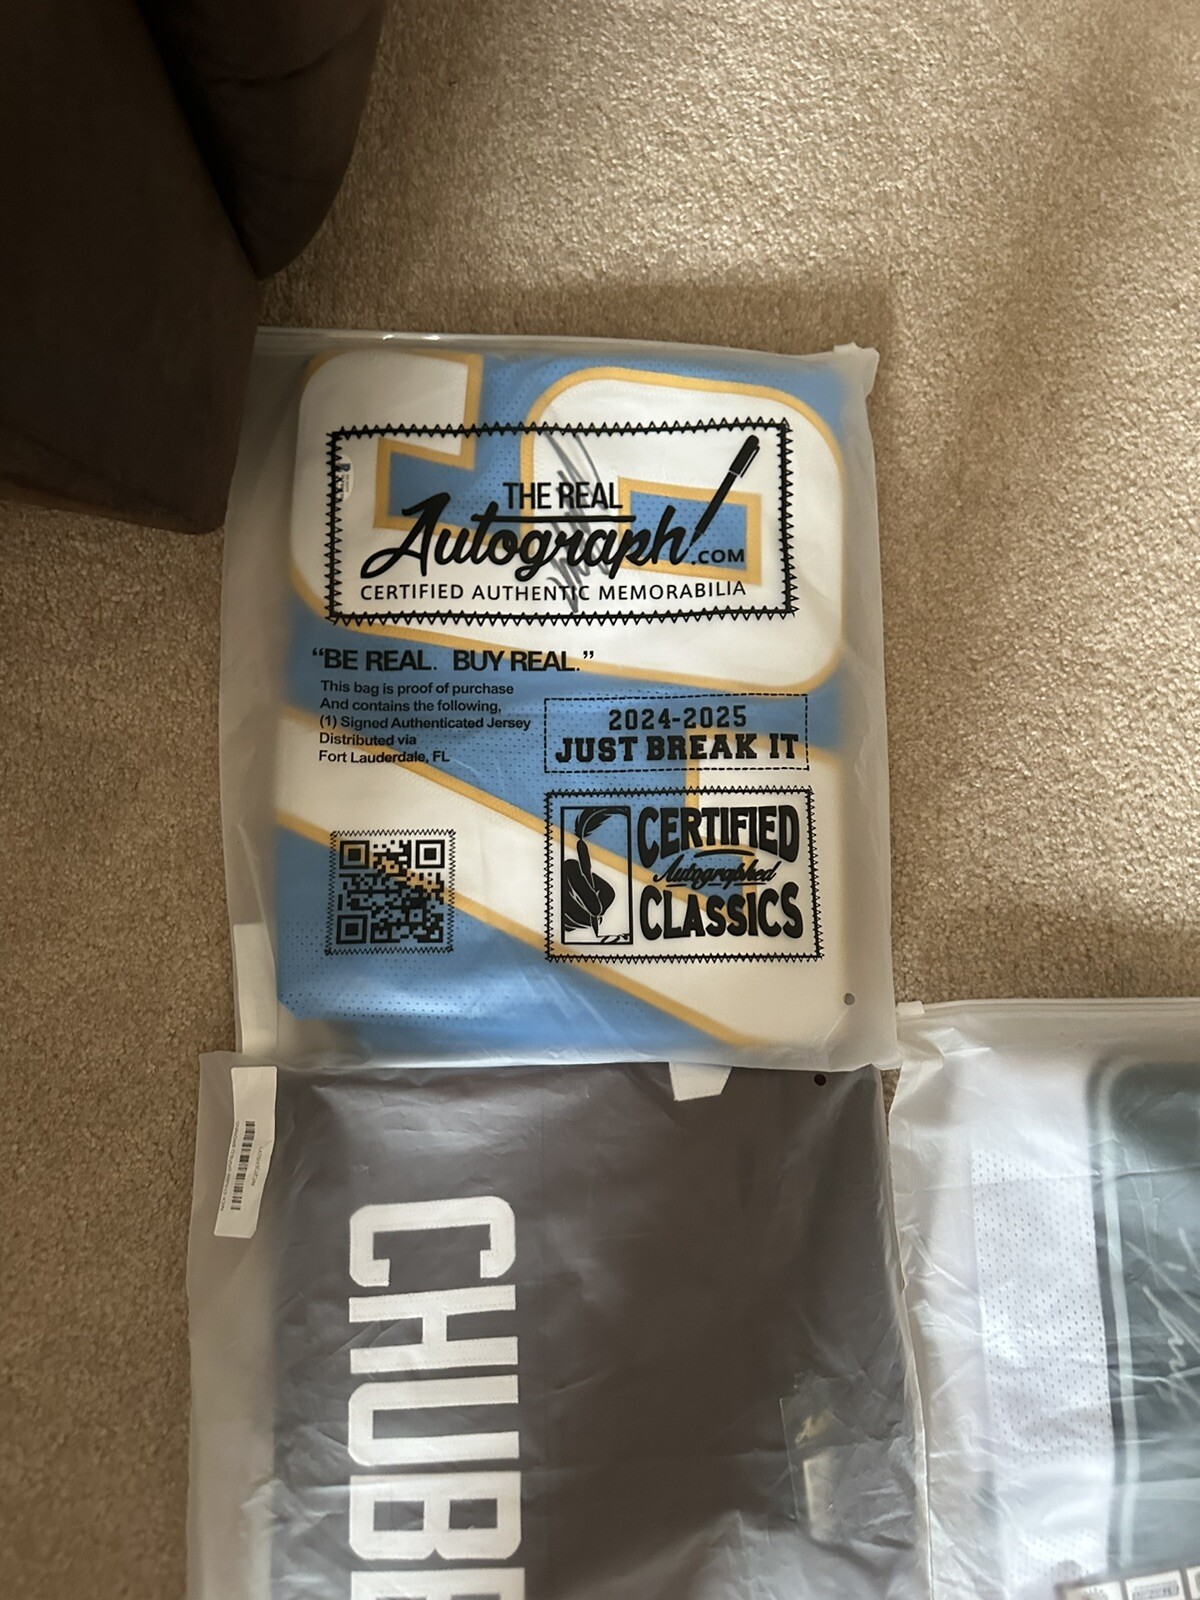 THE REAL
Autograph!.COM
CERTIFIED AUTHENTIC MEMORABILIA
“BE REAL. BUY REAL.”
This bag is proof of purchase
And contains the following,
(1) Signed Authenticated Jersey
Distributed via
Fort Lauderdale, FL
2024-2025
JUST BREAK IT
CERTIFIED
Autographed
CLASSICS
CHUB